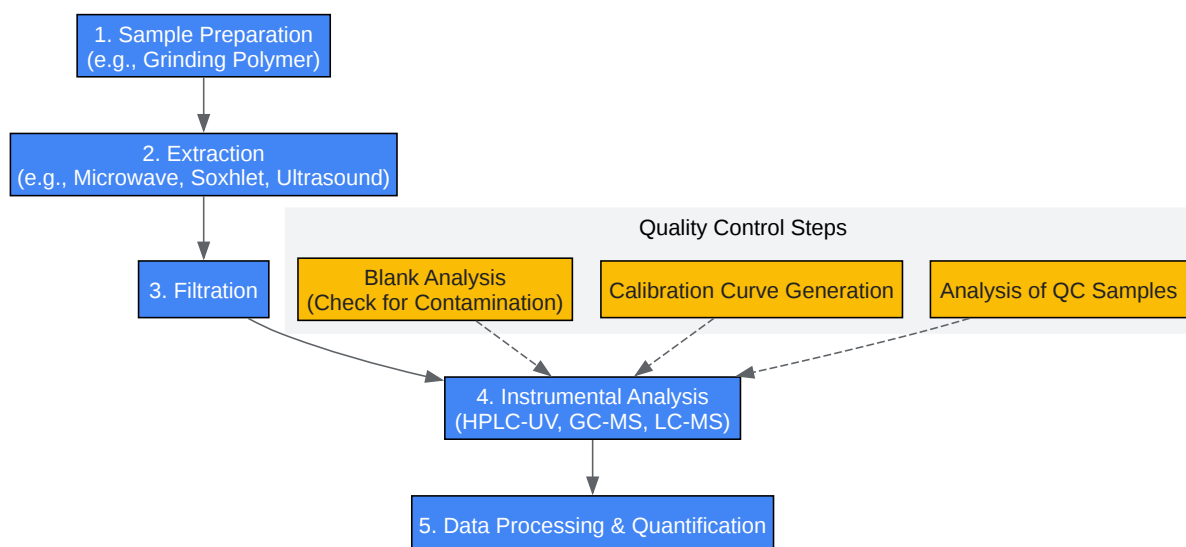 1. Sample Preparation
(e.g., Grinding Polymer)
2. Extraction
(e.g., Microwave, Soxhlet, Ultrasound)
Quality Control Steps
3. Filtration
Blank Analysis
(Check for Contamination)
Calibration Curve Generation
Analysis of QC Samples
4. Instrumental Analysis
(HPLC-UV, GC-MS, LC-MS)
5. Data Processing & Quantification